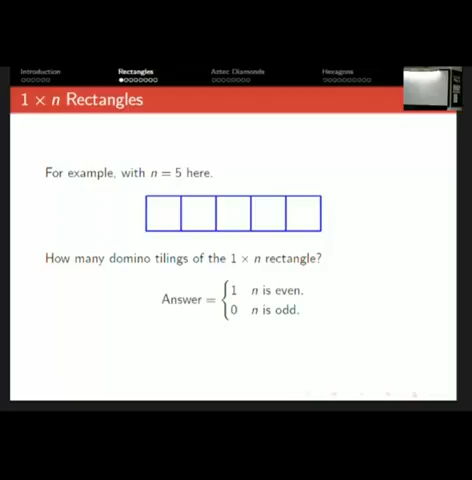 Introduction
Rectangles
Aztec Diamonds
Hexagons
1 × n Rectangles
For example, with n = 5 here.
How many domino tilings of the 1 × n rectangle?
Answer = { 1 n is even.
0 n is odd.